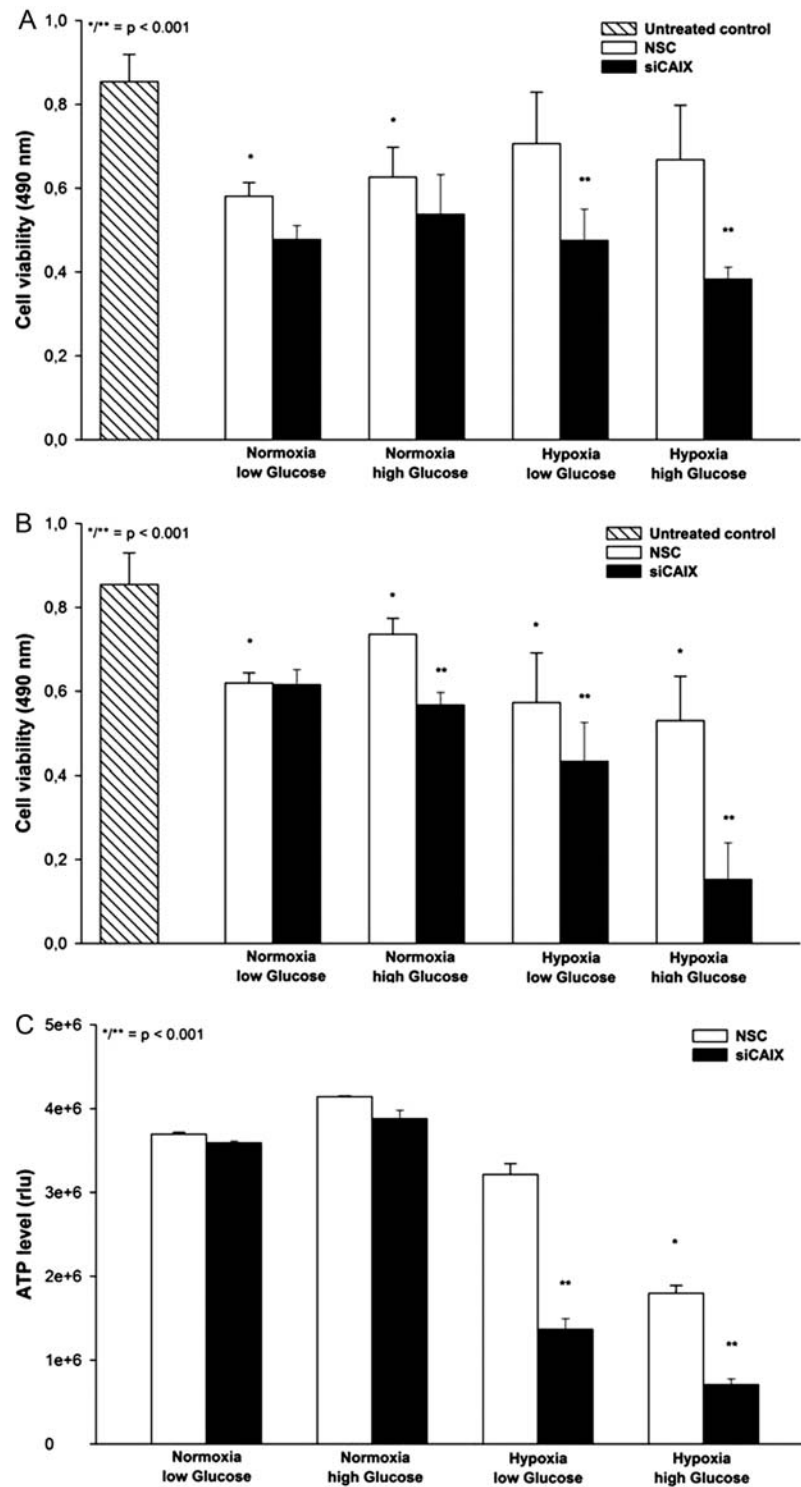 A
1,0
*/** = p < 0.001
Untreated control
NSC
siCAIX
0,8
*
*
**
**
0,6
0,4
0,2
0,0
Cell viability (490 nm)
Normoxia
low Glucose
Normoxia
high Glucose
Hypoxia
low Glucose
Hypoxia
high Glucose
B
1,0
*/** = p < 0.001
Untreated control
NSC
siCAIX
0,8
*
*
**
*
**
*
**
0,6
0,4
0,2
0,0
Cell viability (490 nm)
Normoxia
low Glucose
Normoxia
high Glucose
Hypoxia
low Glucose
Hypoxia
high Glucose
C
5e+6
*/** = p < 0.001
NSC
siCAIX
4e+6
3e+6
2e+6
1e+6
0
**
*
**
ATP level (rlu)
Normoxia
low Glucose
Normoxia
high Glucose
Hypoxia
low Glucose
Hypoxia
high Glucose